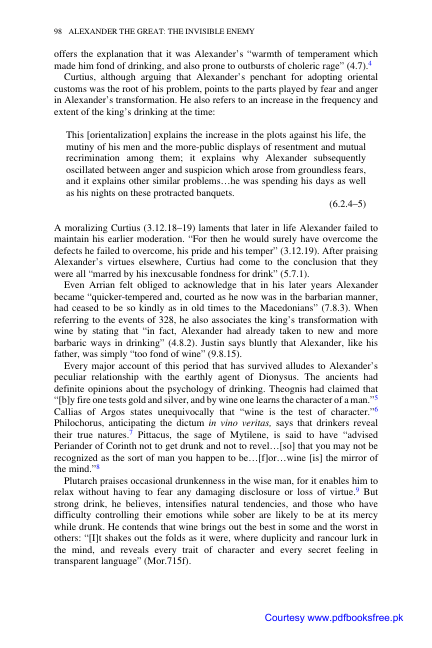 98 ALEXANDER THE GREAT: THE INVISIBLE ENEMY
offers the explanation that it was Alexander's “warmth of temperament which
made him fond of drinking, and also prone to outbursts of choleric rage” (4.7).4
Curtius, although arguing that Alexander's penchant for adopting oriental
customs was the root of his problem, points to the parts played by fear and anger
in Alexander's transformation. He also refers to an increase in the frequency and
extent of the king's drinking at the time:
This [orientalization] explains the increase in the plots against his life, the
mutiny of his men and the more-public displays of resentment and mutual
recrimination among them; it explains why Alexander subsequently
oscillated between anger and suspicion which arose from groundless fears,
and it explains other similar problems…he was spending his days as well
as his nights on these protracted banquets.
(6.2.4–5)
A moralizing Curtius (3.12.18–19) laments that later in life Alexander failed to
maintain his earlier moderation. “For then he would surely have overcome the
defects he failed to overcome, his pride and his temper” (3.12.19). After praising
Alexander's virtues elsewhere, Curtius had come to the conclusion that they
were all “marred by his inexcusable fondness for drink” (5.7.1).
Even Arrian felt obliged to acknowledge that in his later years Alexander
became “quicker-tempered and, courted as he now was in the barbarian manner,
had ceased to be so kindly as in old times to the Macedonians” (7.8.3). When
referring to the events of 328, he also associates the king's transformation with
wine by stating that “in fact, Alexander had already taken to new and more
barbaric ways in drinking” (4.8.2). Justin says bluntly that Alexander, like his
father, was simply “too fond of wine” (9.8.15).
Every major account of this period that has survived alludes to Alexander's
peculiar relationship with the earthly agent of Dionysus. The ancients had
definite opinions about the psychology of drinking. Theognis had claimed that
“[b]y fire one tests gold and silver, and by wine one learns the character of a man.”5
Callias of Argos states unequivocally that “wine is the test of character.”6
Philochorus, anticipating the dictum in vino veritas, says that drinkers reveal
their true natures.7 Pittacus, the sage of Mytilene, is said to have “advised
Periander of Corinth not to get drunk and not to revel…[so] that you may not be
recognized as the sort of man you happen to be…[f]or…wine [is] the mirror of
the mind.”8
Plutarch praises occasional drunkenness in the wise man, for it enables him to
relax without having to fear any damaging disclosure or loss of virtue.9 But
strong drink, he believes, intensifies natural tendencies, and those who have
difficulty controlling their emotions while sober are likely to be at its mercy
while drunk. He contends that wine brings out the best in some and the worst in
others: “[I]t shakes out the folds as it were, where duplicity and rancour lurk in
the mind, and reveals every trait of character and every secret feeling in
transparent language” (Mor.715f).
Courtesy www.pdfbooksfree.pk